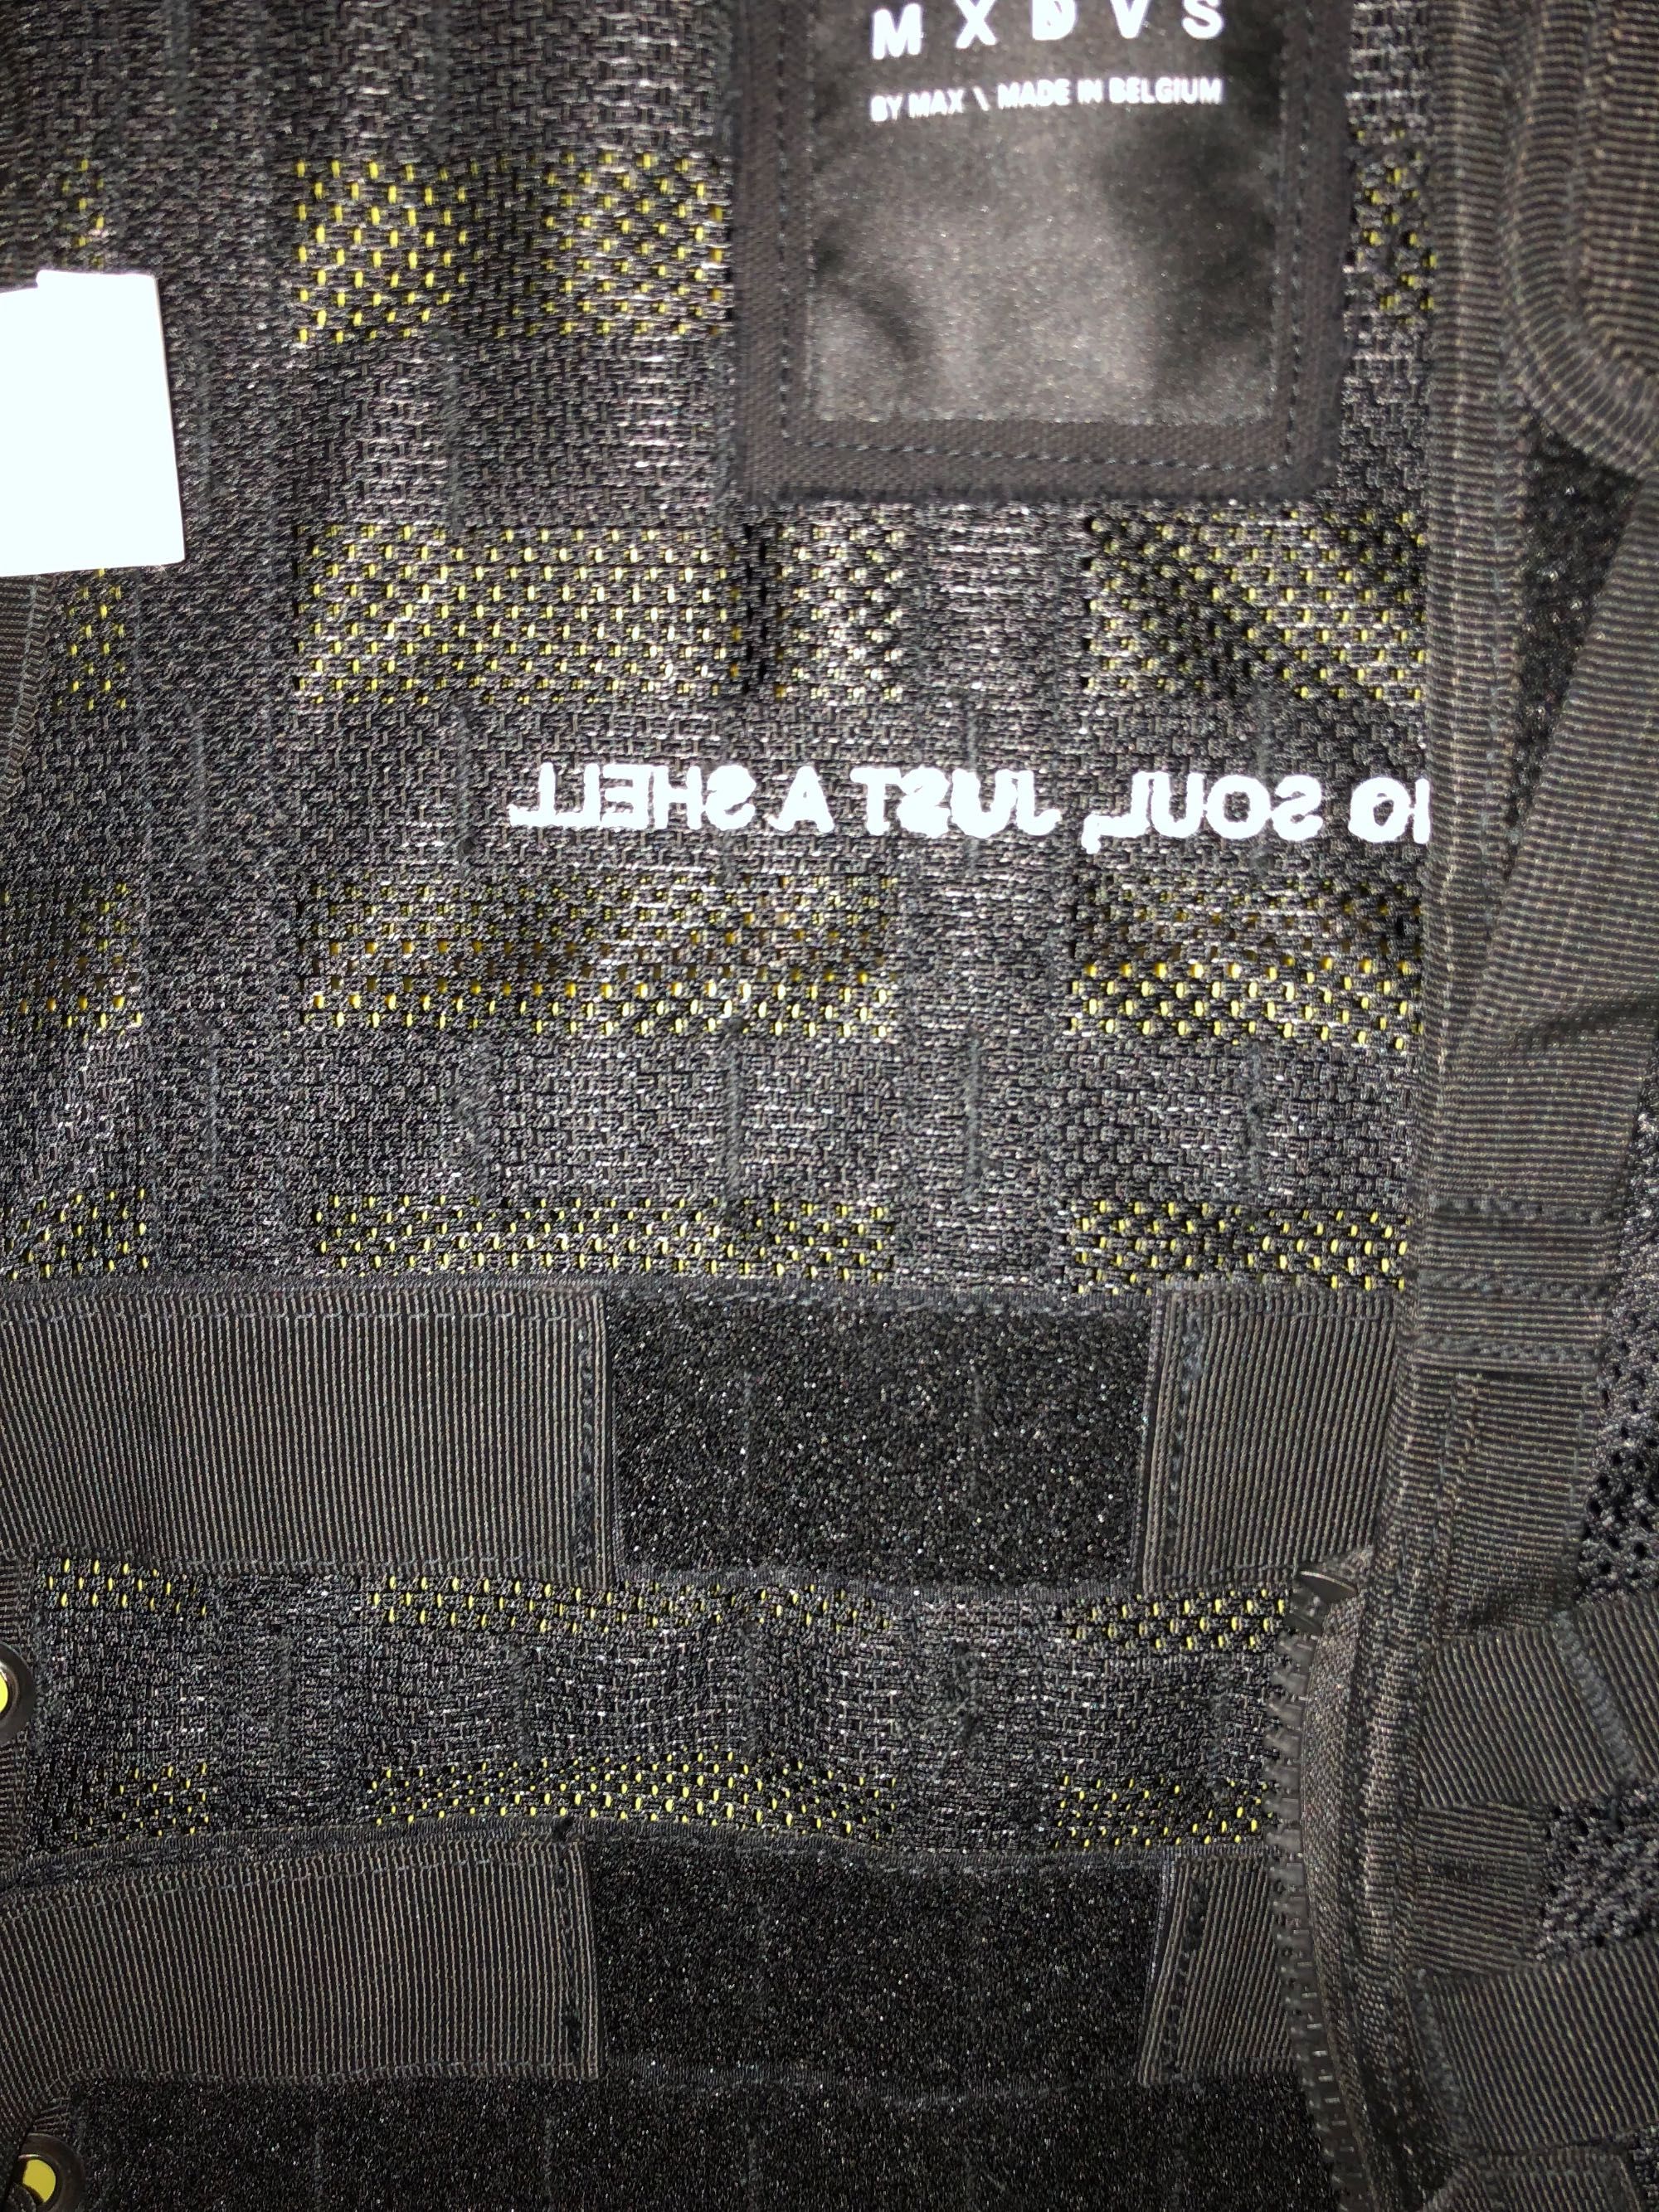 MXDVS
BY MAX \ MADE IN BELGIUM
SOUL, JUST A SHELL